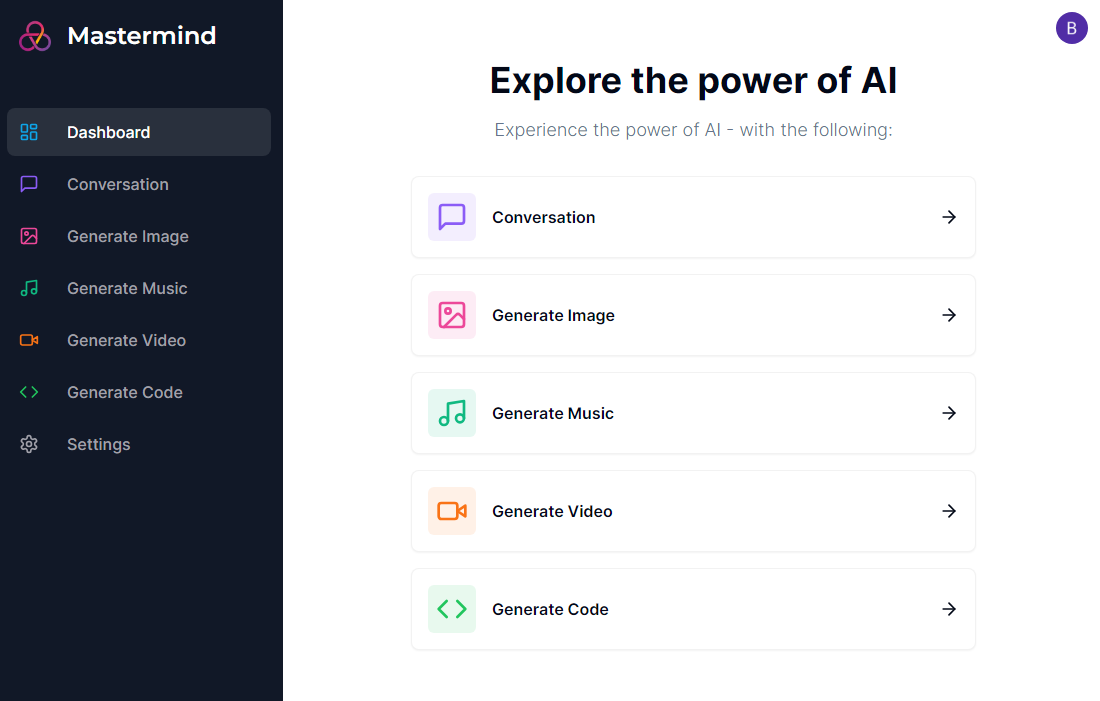 Mastermind
Dashboard
Conversation
Generate Image
Generate Music
Generate Video
Generate Code
Settings
B
Explore the power of AI
Experience the power of AI - with the following:
Conversation
Generate Image
Generate Music
Generate Video
Generate Code